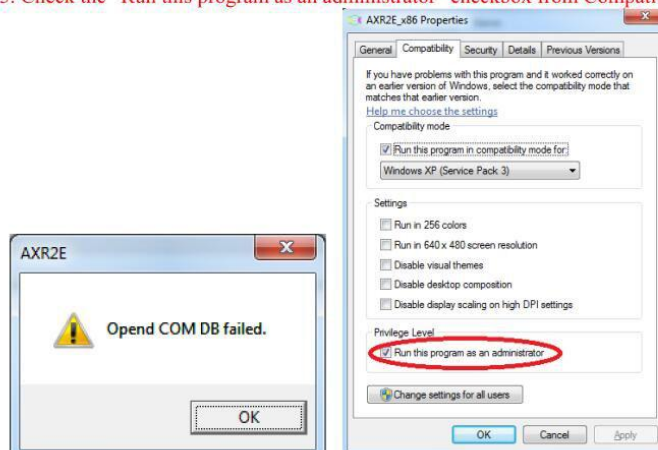 Check the "Run this program as an administrator" checkbox from
AXR2E
Opend COM DB failed.
OK
AXR2E_x86 Properties
General Compatibility Security Details Previous Versions
If you have problems with this program and it worked correctly on
an earlier version of Windows, select the compatibility mode that
matches that earlier version.
Help me choose the settings
Compatibility mode
Run this program in compatibility mode for:
Windows XP (Service Pack 3)
Settings
Run in 256 colors
Run in 640 x 480 screen resolution
Disable visual themes
Disable desktop composition
Disable display scaling on high DPI settings
Privilege Level
Run this program as an administrator
Change settings for all users
OK Cancel Apply